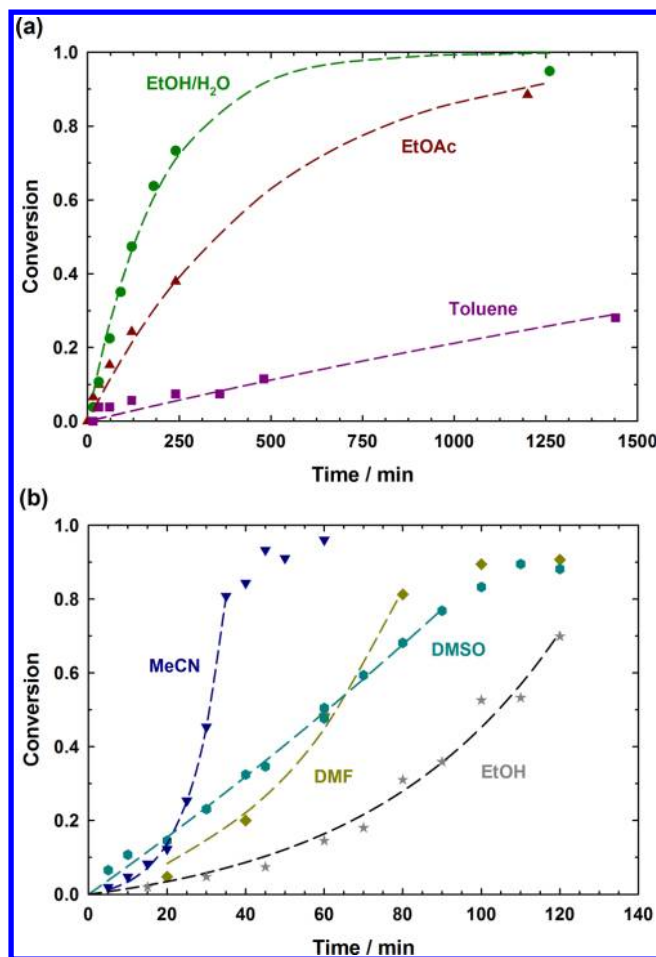 (a)
1.0
EtOH/H₂O
0.8
EtOAc
0.6
Conversion
0.4
Toluene
0.2
0.0
0 250 500 750 1000 1250 1500
Time / min
(b)
1.0
0.8
MeCN
DMSO
0.6
Conversion
0.4
DMF
EtOH
0.2
0.0
0 20 40 60 80 100 120 140
Time / min